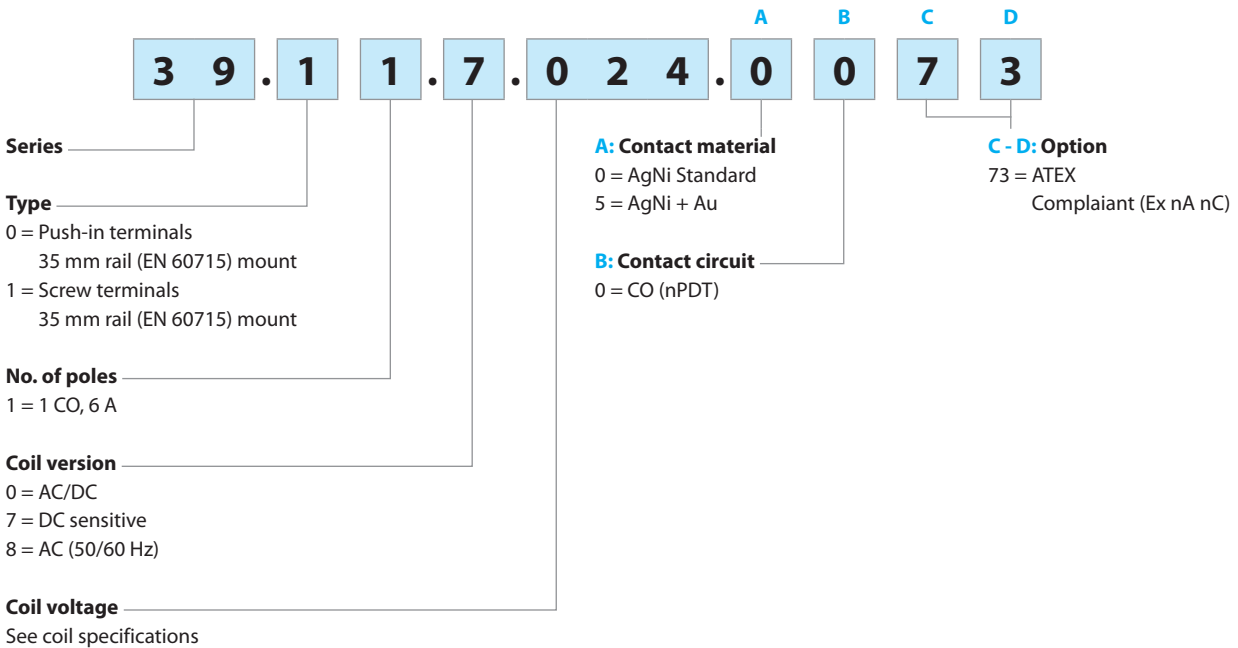 A B C D
3 9 . 1 1 . 7 . 0 2 4 . 0 0 7 3
Series
Type
0 = Push-in terminals
35 mm rail (EN 60715) mount
1 = Screw terminals
35 mm rail (EN 60715) mount
No. of poles
1 = 1 CO, 6 A
Coil version
0 = AC/DC
7 = DC sensitive
8 = AC (50/60 Hz)
Coil voltage
See coil specifications
A: Contact material
0 = AgNi Standard
5 = AgNi + Au
B: Contact circuit
0 = CO (nPDT)
C - D: Option
73 = ATEX
Complaiant (Ex nA nC)